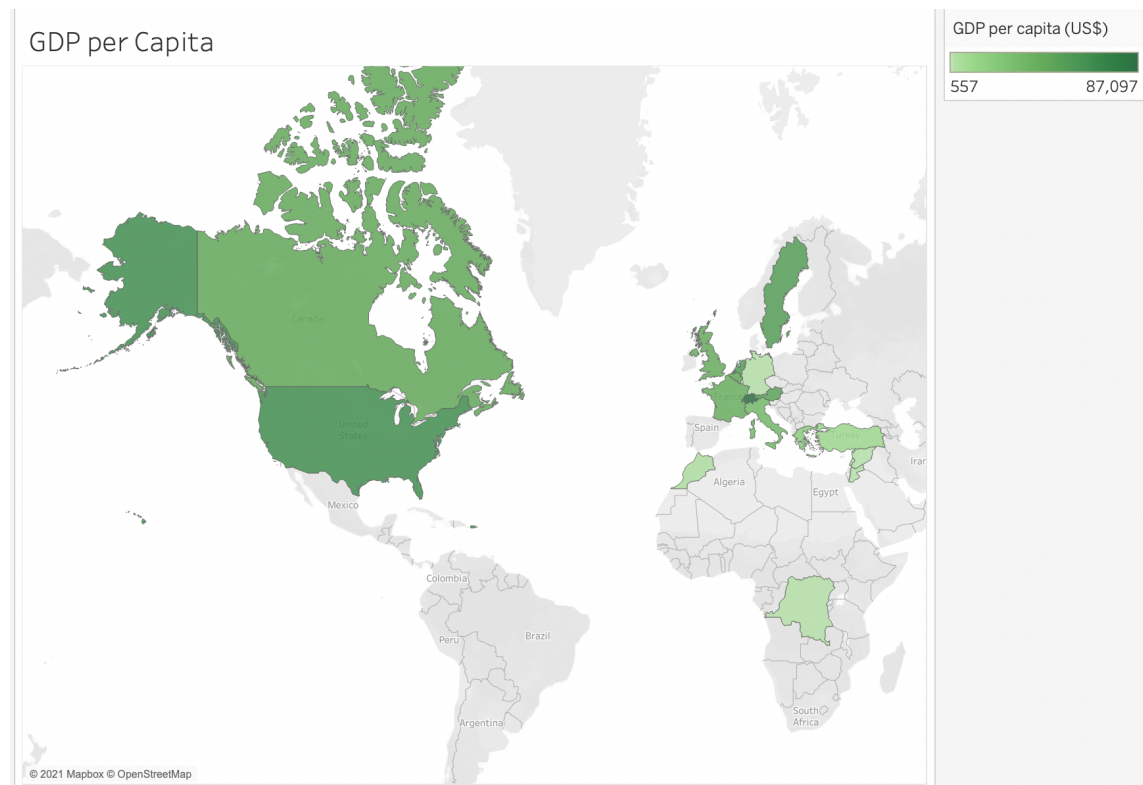 GDP per Capita
GDP per capita (US$)
557 87,097
Canada
United
States
Mexico
France
Spain
Turkey
Algeria
Egypt
Iran
Colombia
Peru
Brazil
South
Africa
Argentina
© 2021 Mapbox © OpenStreetMap